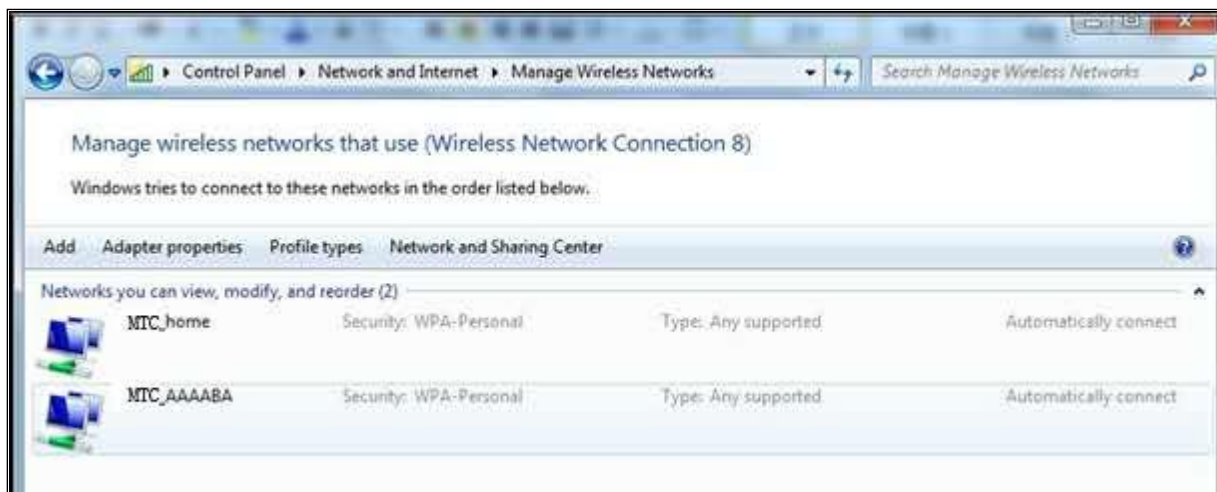 Control Panel ▸ Network and Internet ▸ Manage Wireless Networks Search Manage Wireless Networks
Manage wireless networks that use (Wireless Network Connection 8)
Windows tries to connect to these networks in the order listed below.
Add Adapter properties Profile types Network and Sharing Center
Networks you can view, modify, and reorder (2)
MTC_home Security: WPA-Personal Type: Any supported Automatically connect
MTC_AAAABA Security: WPA-Personal Type: Any supported Automatically connect